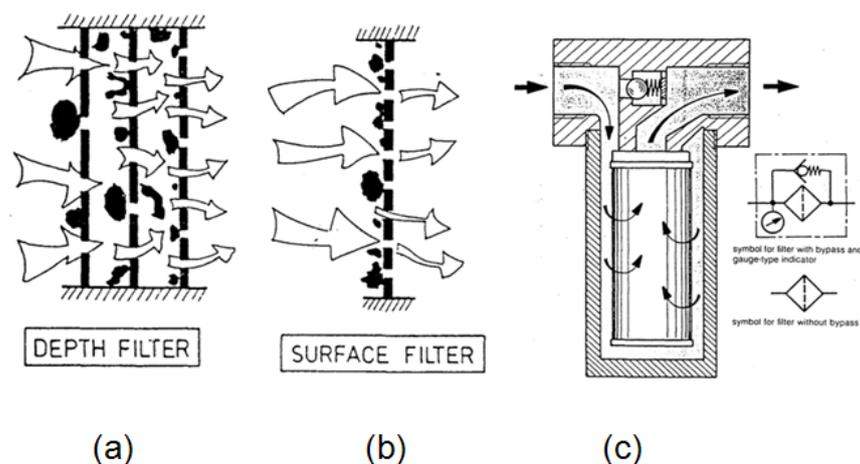 DEPTH FILTER
SURFACE FILTER
symbol for filter with bypass and
gauge-type indicator
symbol for filter without bypass
(a)
(b)
(c)